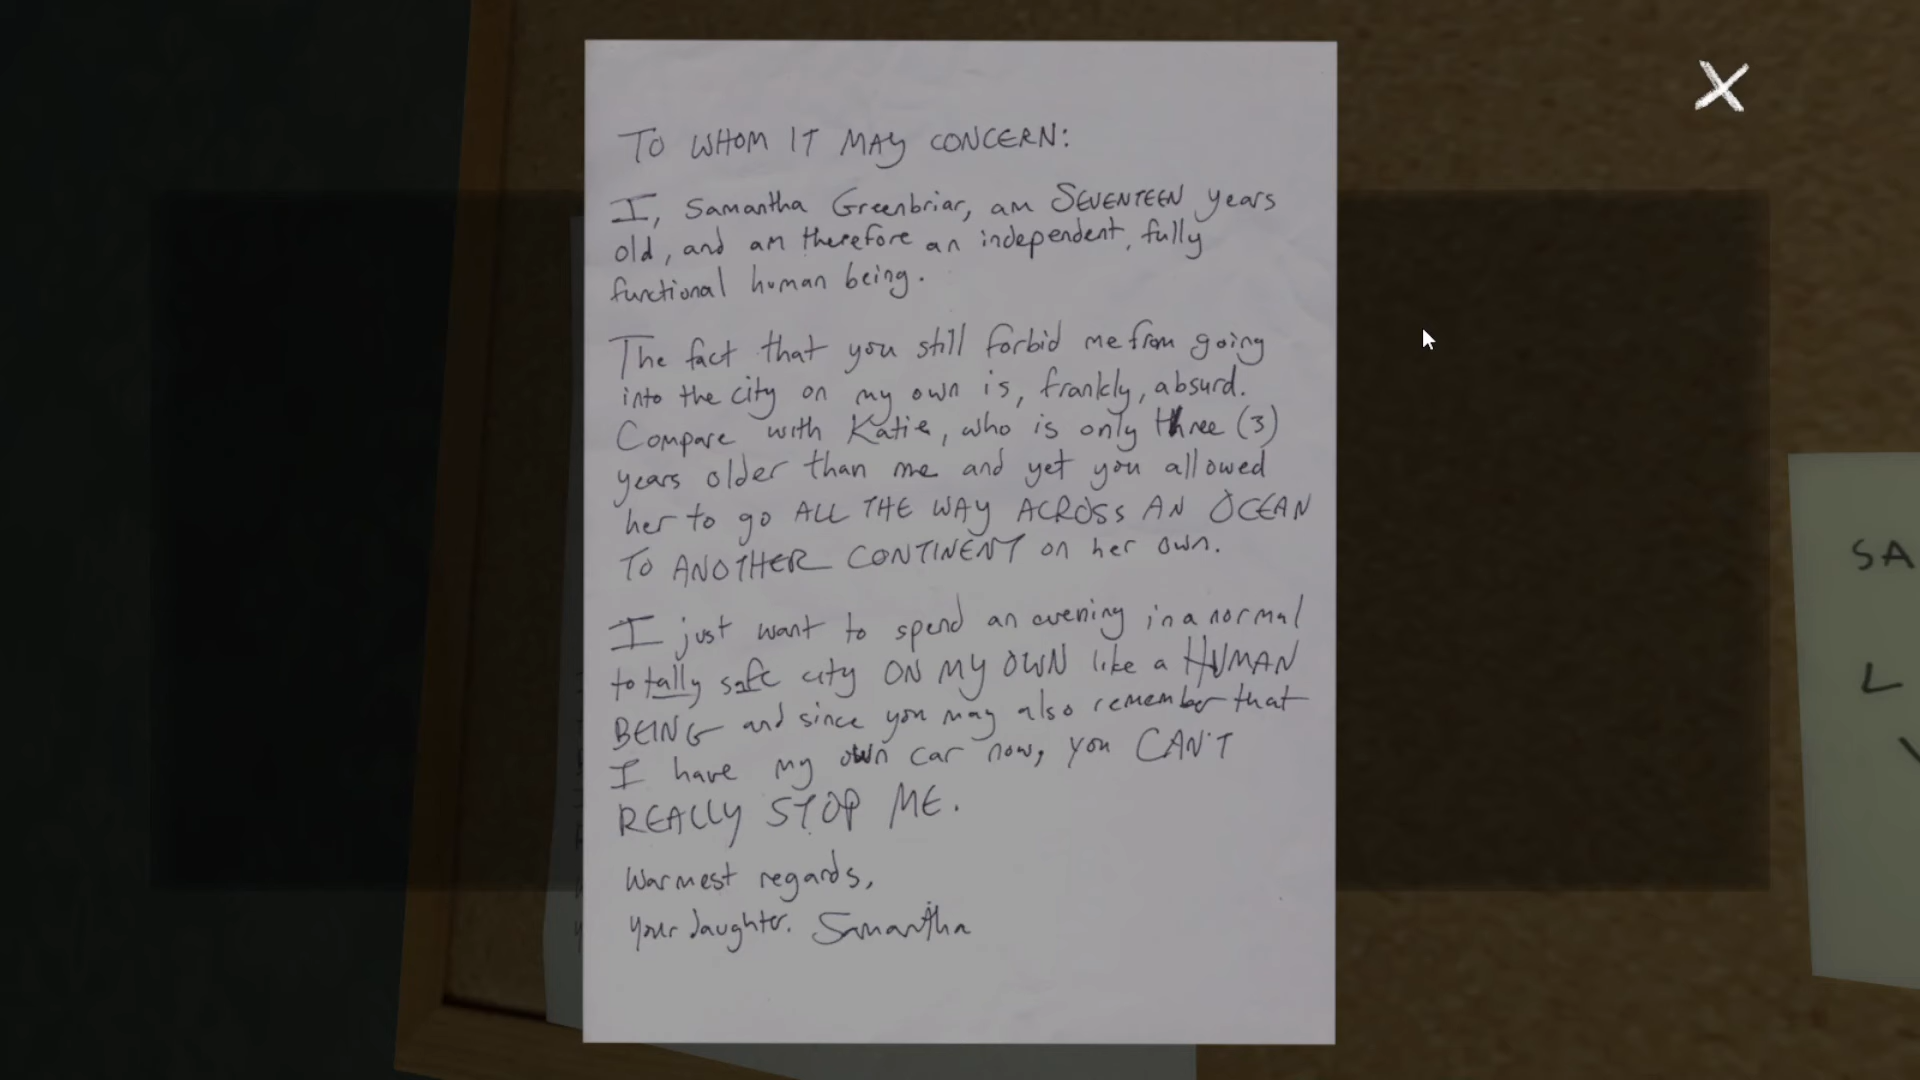 TO WHOM IT MAY CONCERN:
I, Samantha Greenbriar, am SEVENTEEN years
old, and am therefore an independent, fully
functional human being.
The fact that you still forbid me from going
into the city on my own is, frankly, absurd.
Compare with Katie, who is only three (3)
years older than me and yet you allowed
her to go ALL THE WAY ACROSS AN OCEAN
TO ANOTHER CONTINENT on her own.
I just want to spend an evening in a normal
totally safe city ON MY OWN like a HUMAN
BEING and since you may also remember that
I have my own car now, you CAN'T
REALLY STOP ME.
Warmest regards,
Your daughter. Samantha
SA
L